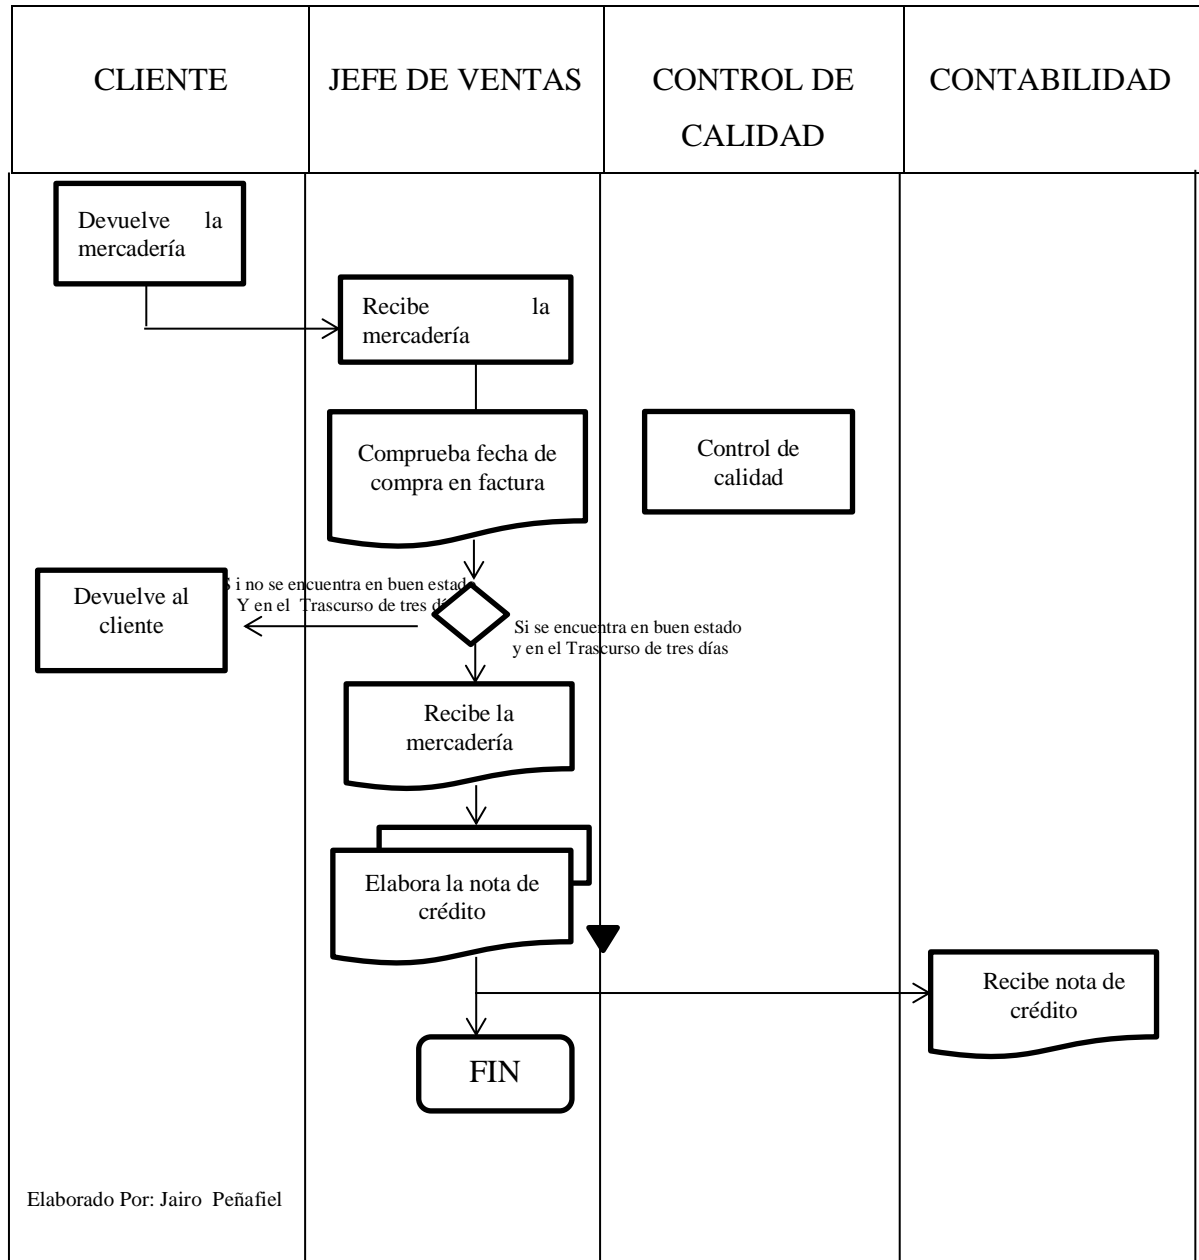 CLIENTE
JEFE DE VENTAS
CONTROL DE
CALIDAD
CONTABILIDAD
Devuelve la
mercadería
Recibe la
mercadería
Comprueba fecha de
compra en factura
Control de
calidad
Devuelve al
cliente
S i no se encuentra en buen estado
Y en el Trascurso de tres
Si se encuentra en buen estado
y en el Trascurso de tres días
Recibe la
mercadería
Elabora la nota de
crédito
Recibe nota de
crédito
FIN
Elaborado Por: Jairo Peñafiel